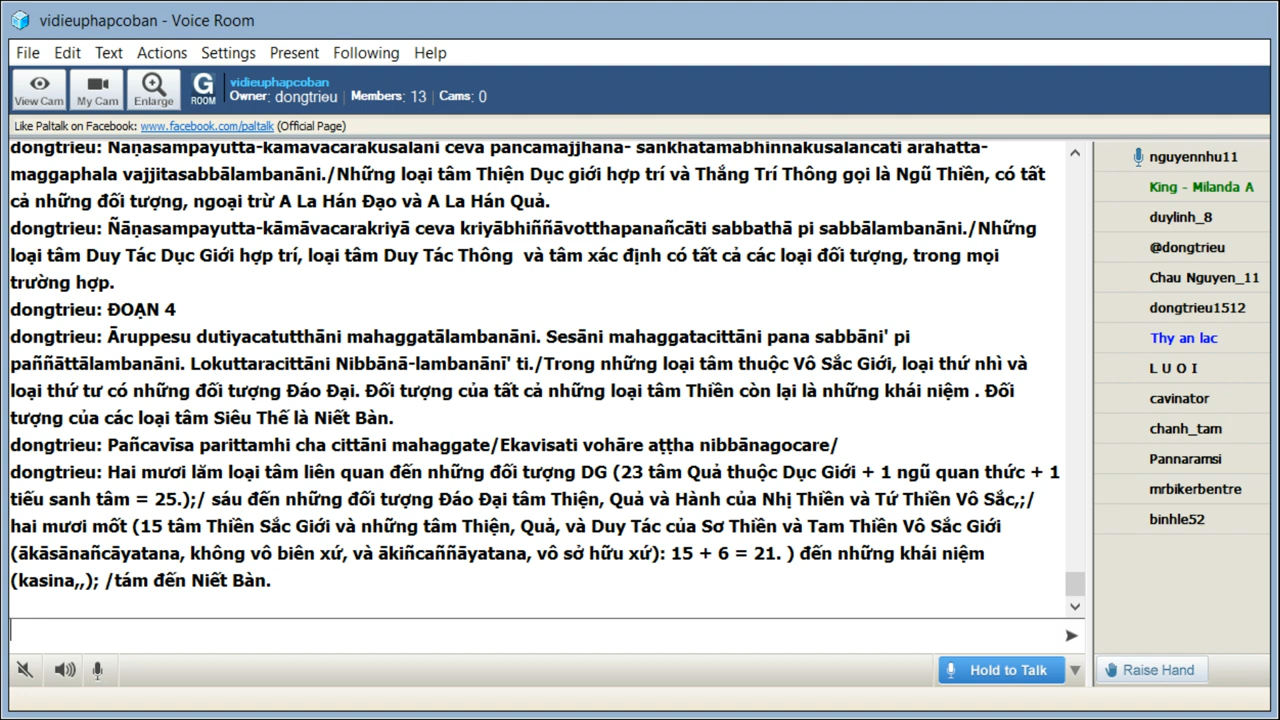 vidieuphapcoban - Voice Room
File Edit Text Actions Settings Present Following Help
View Cam My Cam Enlarge G ROOM
vidieuphapcoban
Owner: dongtrieu | Members: 13 | Cams: 0
Like Paltalk on Facebook: www.facebook.com/paltalk (Official Page)
dongtrieu: Ñāṇasampayutta-kāmāvacarakusalāni ceva pañcamajjhāna- sankhātamabhiññākusalañcāti arahatta-
maggaphala vajjitasabbālambanāni./Những loại tâm Thiện Dục giới hợp trí và Thắng Trí Thông gọi là Ngũ Thiền, có tất
cả những đối tượng, ngoại trừ A La Hán Đạo và A La Hán Quả.
dongtrieu: Ñāṇasampayutta-kāmāvacarakriyā ceva kriyābhiññāvotthapanañcāti sabbathā pi sabbālambanāni./Những
loại tâm Duy Tác Dục Giới hợp trí, loại tâm Duy Tác Thông và tâm xác định có tất cả các loại đối tượng, trong mọi
trường hợp.
dongtrieu: ĐOẠN 4
dongtrieu: Āruppesu dutiyacatutthāni mahaggatālambanāni. Sesāni mahaggatacittāni pana sabbāni' pi
paññāttālambanāni. Lokuttaracittāni Nibbānā-lambanānī' ti./Trong những loại tâm thuộc Vô Sắc Giới, loại thứ nhì và
loại thứ tư có những đối tượng Đáo Đại. Đối tượng của tất cả những loại tâm Thiền còn lại là những khái niệm . Đối
tượng của các loại tâm Siêu Thế là Niết Bàn.
dongtrieu: Pañcavīsa parittamhi cha cittāni mahaggate/Ekavisati vohāre aṭṭha nibbānagocare/
dongtrieu: Hai mươi lăm loại tâm liên quan đến những đối tượng DG (23 tâm Quả thuộc Dục Giới + 1 ngũ quan thức + 1
tiếu sanh tâm = 25.);/ sáu đến những đối tượng Đáo Đại tâm Thiện, Quả và Hành của Nhị Thiền và Tứ Thiền Vô Sắc,;/
hai mươi mốt (15 tâm Thiền Sắc Giới và những tâm Thiện, Quả, và Duy Tác của Sơ Thiền và Tam Thiền Vô Sắc Giới
(ākāsānañcāyatana, không vô biên xứ, và ākiñcaññāyatana, vô sở hữu xứ): 15 + 6 = 21. ) đến những khái niệm
(kasina,,); /tám đến Niết Bàn.
nguyennhu11
King - Milanda A
duylinh_8
@dongtrieu
Chau Nguyen_11
dongtrieu1512
Thy an lac
L U O I
cavinator
chanh_tam
Pannaramsi
mrbikerbentre
binhle52
Hold to Talk
Raise Hand